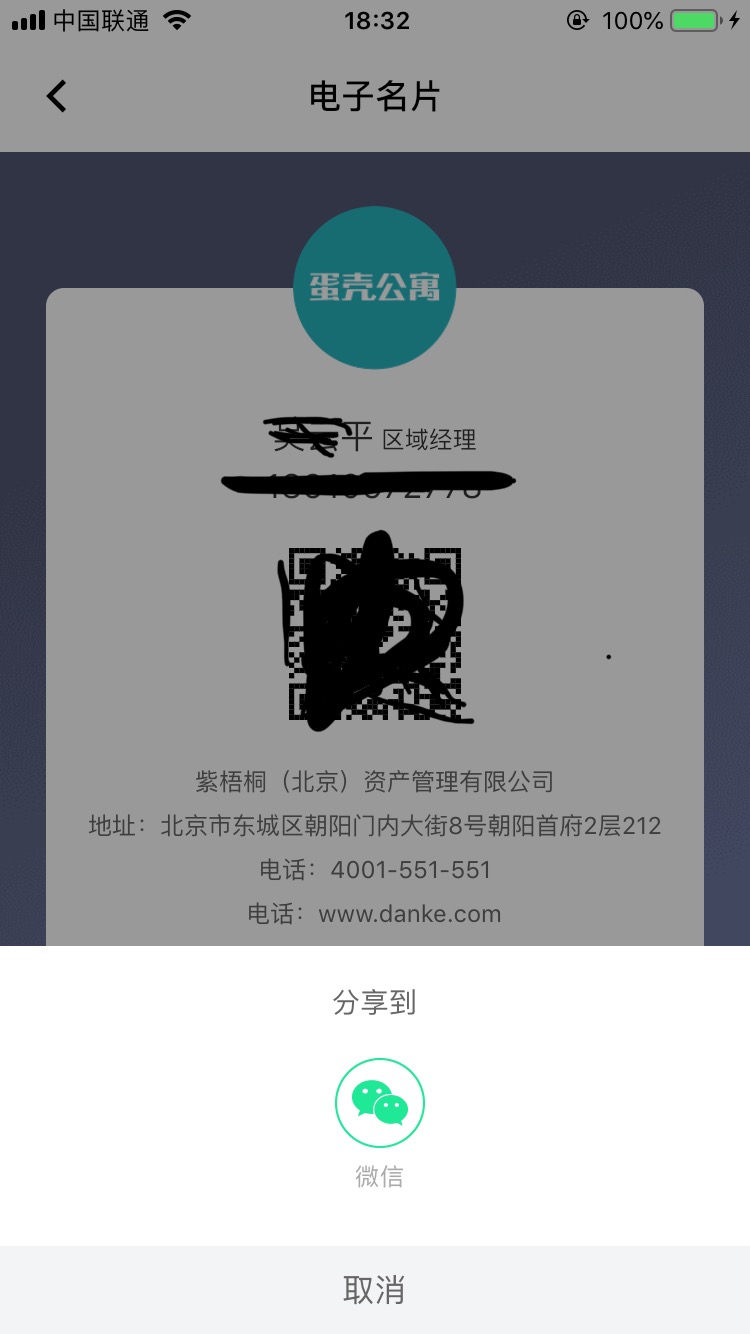 中国联通 18:32 100%
电子名片
蛋壳公寓
平 区域经理
紫梧桐（北京）资产管理有限公司
地址：北京市东城区朝阳门内大街8号朝阳首府2层212
电话：4001-551-551
电话：www.danke.com
分享到
微信
取消